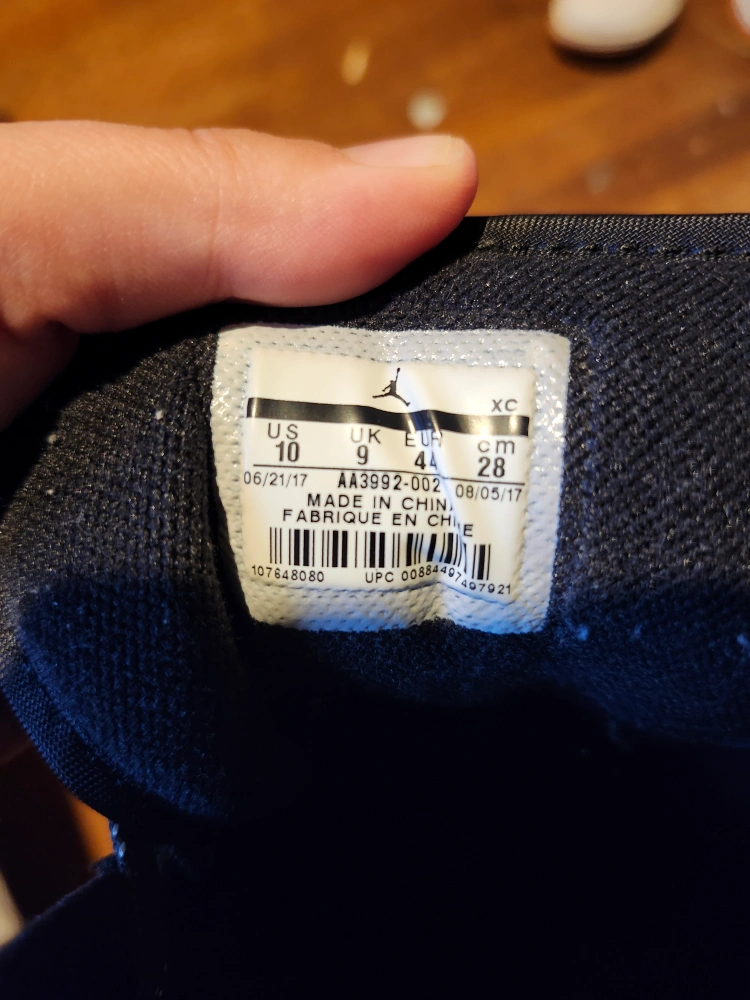 XC
US UK EUR cm
10 9 44 28
06/21/17 AA3992-002 08/05/17
MADE IN CHINA
FABRIQUE EN CHINE
107648080 UPC 00884497497921